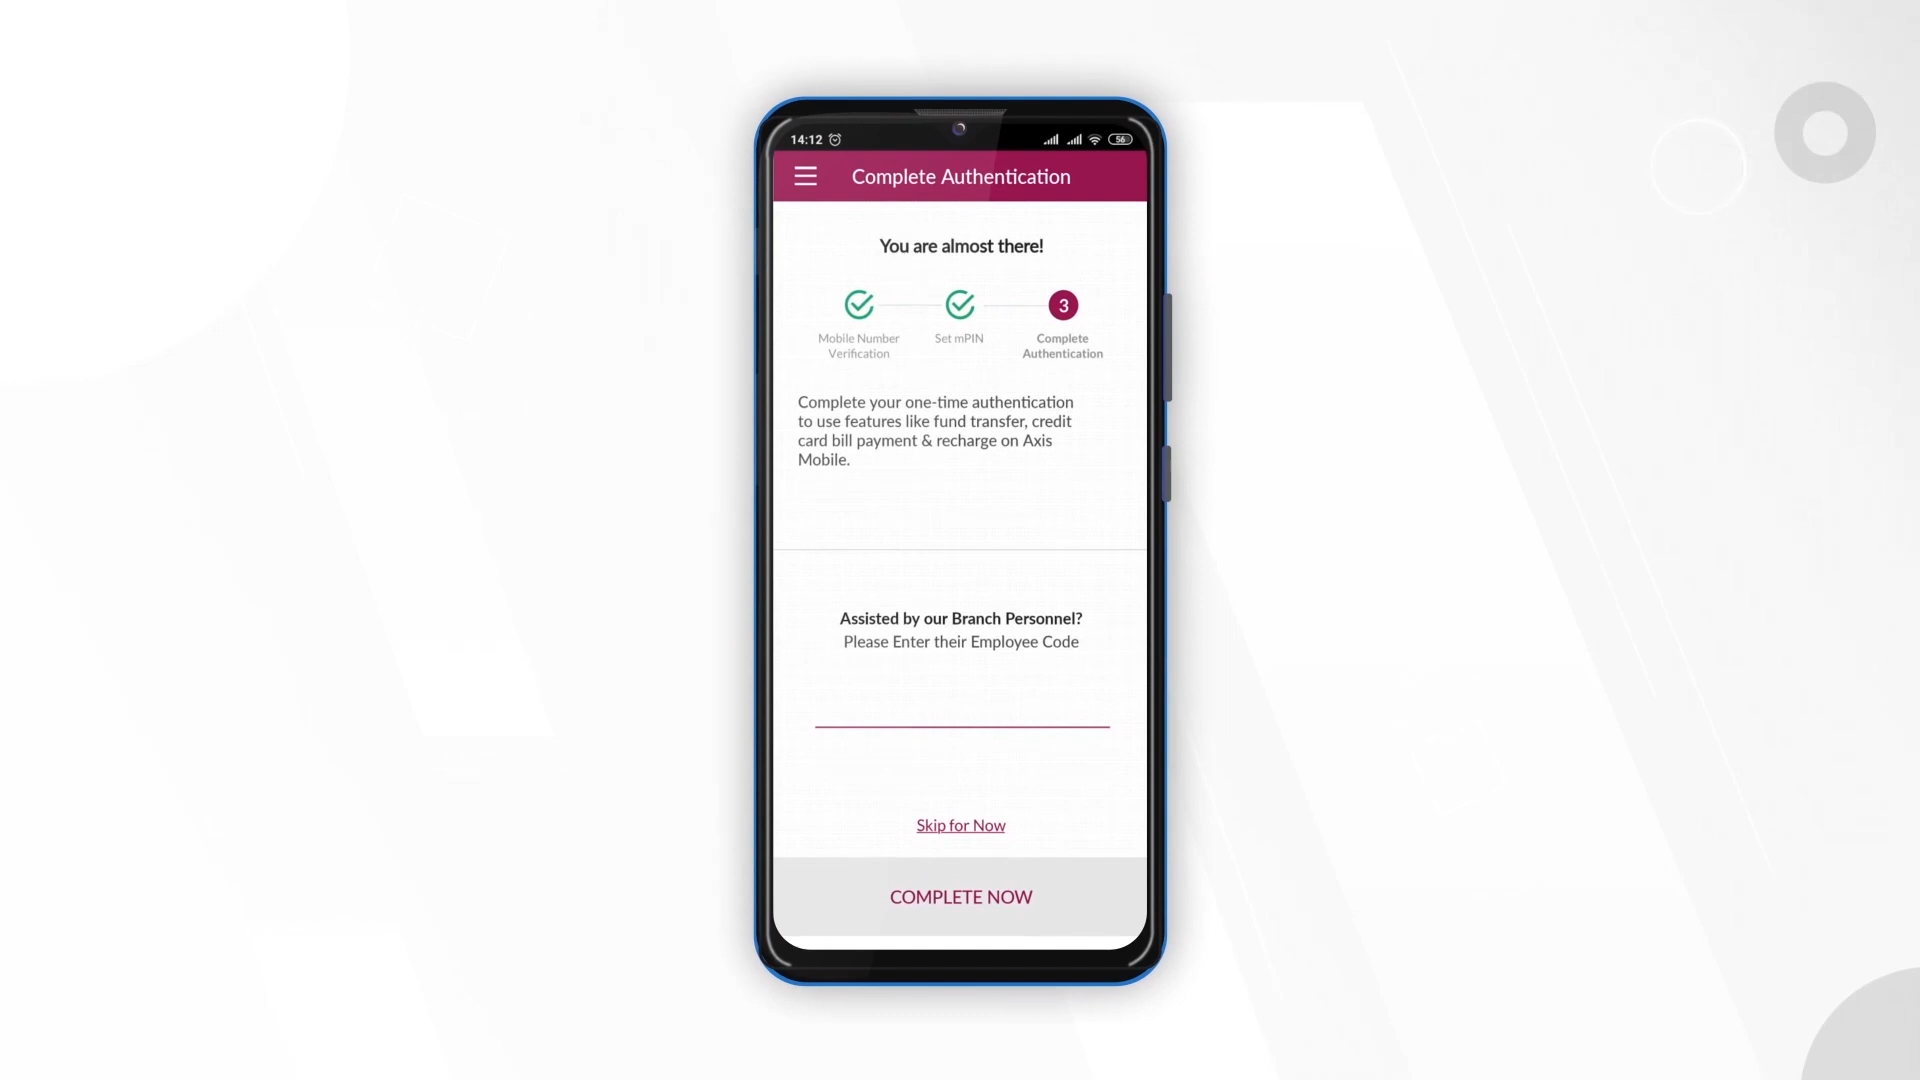 14:12
56
Complete Authentication
You are almost there!
3
Mobile Number
Verification
Set mPIN
Complete
Authentication
Complete your one-time authentication
to use features like fund transfer, credit
card bill payment & recharge on Axis
Mobile.
Assisted by our Branch Personnel?
Please Enter their Employee Code
Skip for Now
COMPLETE NOW